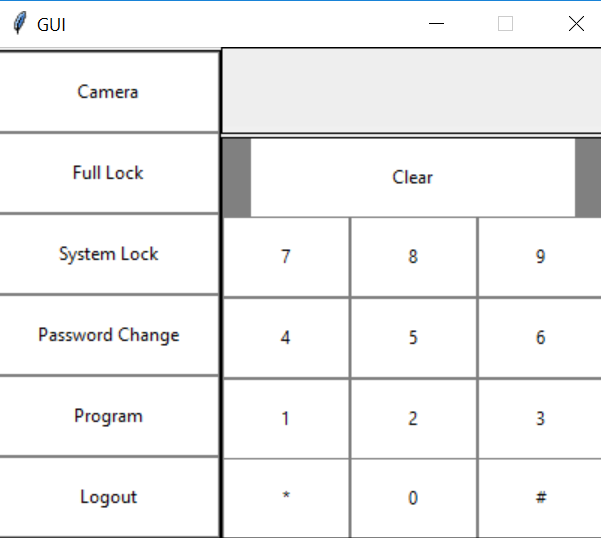 GUI
Camera
Full Lock
System Lock
Password Change
Program
Logout
Clear
7 8 9
4 5 6
1 2 3
* 0 #